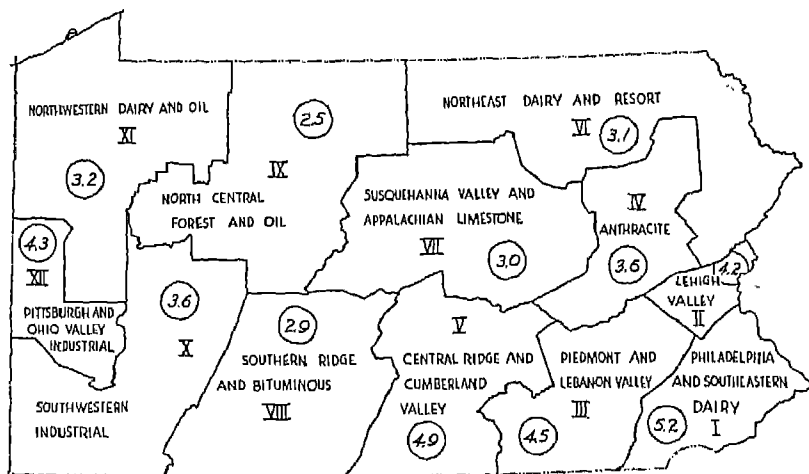 NORTHWESTERN DAIRY AND OIL
XI
3.2
2.5
IX
NORTH CENTRAL
FOREST AND OIL
NORTHEAST DAIRY AND RESORT
VI
3.1
SUSQUEHANNA VALLEY AND
APPALACHIAN LIMESTONE
VII
3.0
IV
ANTHRACITE
3.6
4.3
XII
PITTSBURGH AND
OHIO VALLEY
INDUSTRIAL
3.6
X
SOUTHWESTERN
INDUSTRIAL
2.9
SOUTHERN RIDGE
AND BITUMINOUS
VIII
V
CENTRAL RIDGE AND
CUMBERLAND
VALLEY
4.9
PIEDMONT AND
LEBANON VALLEY
III
4.5
4.2
LEHIGH
VALLEY
II
PHILADELPHIA
AND SOUTHEASTERN
DAIRY
I
5.2